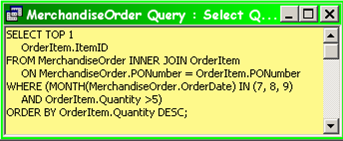 MerchandiseOrder Query : Select Q...
SELECT TOP 1
OrderItem.ItemID
FROM MerchandiseOrder INNER JOIN OrderItem
ON MerchandiseOrder.PONumber = OrderItem.PONumber
WHERE (MONTH(MerchandiseOrder.OrderDate) IN (7, 8, 9)
AND OrderItem.Quantity >5)
ORDER BY OrderItem.Quantity DESC;